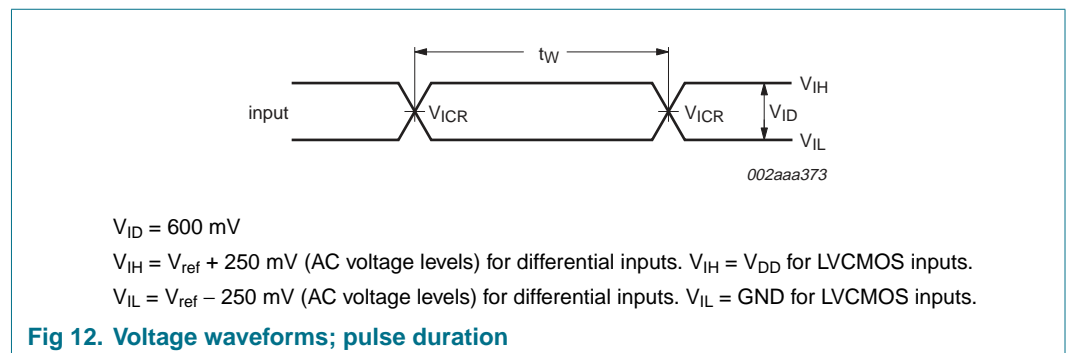 tW
VIH
input
VICR
VICR
VID
VIL
002aaa373
VID = 600 mV
VIH = Vref + 250 mV (AC voltage levels) for differential inputs. VIH = VDD for LVCMOS inputs.
VIL = Vref − 250 mV (AC voltage levels) for differential inputs. VIL = GND for LVCMOS inputs.
Fig 12. Voltage waveforms; pulse duration